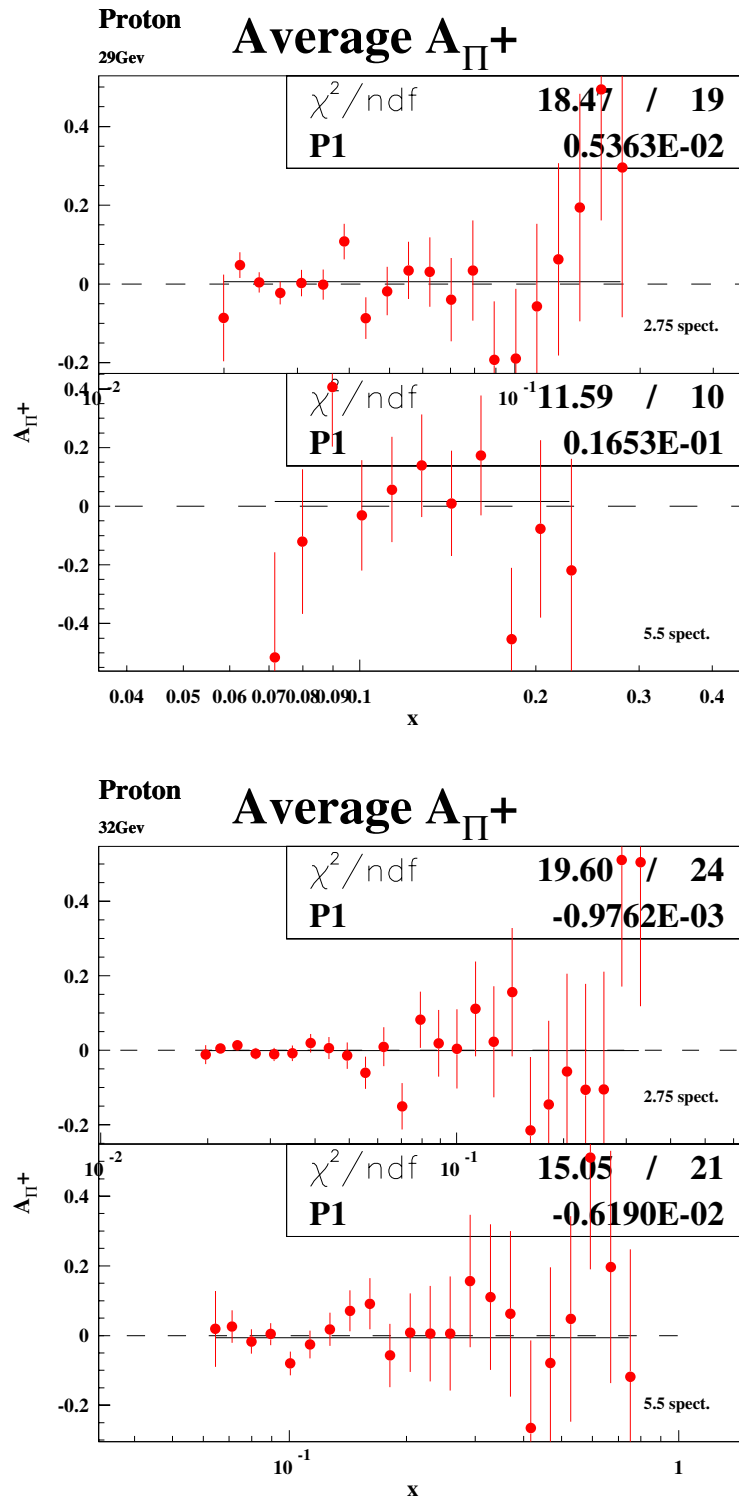 Proton
Average A_Π+
29Gev
χ²/ndf 18.47 / 19
P1 0.5363E-02
0.4
0.2
0
-0.2
2.75 spect.
10⁻² 10⁻¹
A_Π+
χ²/ndf 11.59 / 10
P1 0.1653E-01
0.4
0.2
0
-0.2
-0.4
5.5 spect.
0.04 0.05 0.06 0.07 0.08 0.09 0.1 0.2 0.3 0.4
x
Proton
Average A_Π+
32Gev
χ²/ndf 19.60 / 24
P1 -0.9762E-03
0.4
0.2
0
-0.2
2.75 spect.
10⁻² 10⁻¹
A_Π+
χ²/ndf 15.05 / 21
P1 -0.6190E-02
0.4
0.2
0
-0.2
5.5 spect.
10⁻¹ 1
x